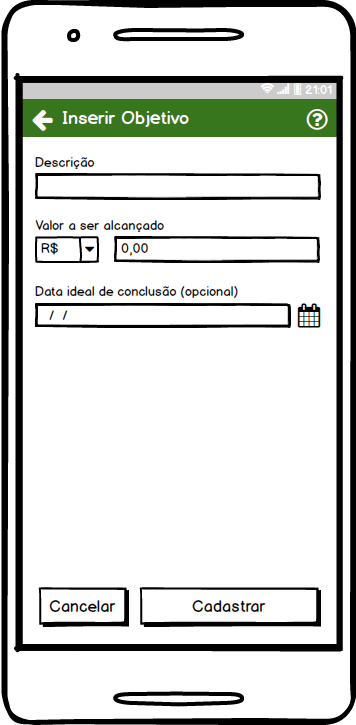 21:01
Inserir Objetivo
Descrição
Valor a ser alcançado
R$ 0,00
Data ideal de conclusão (opcional)
/ /
Cancelar Cadastrar